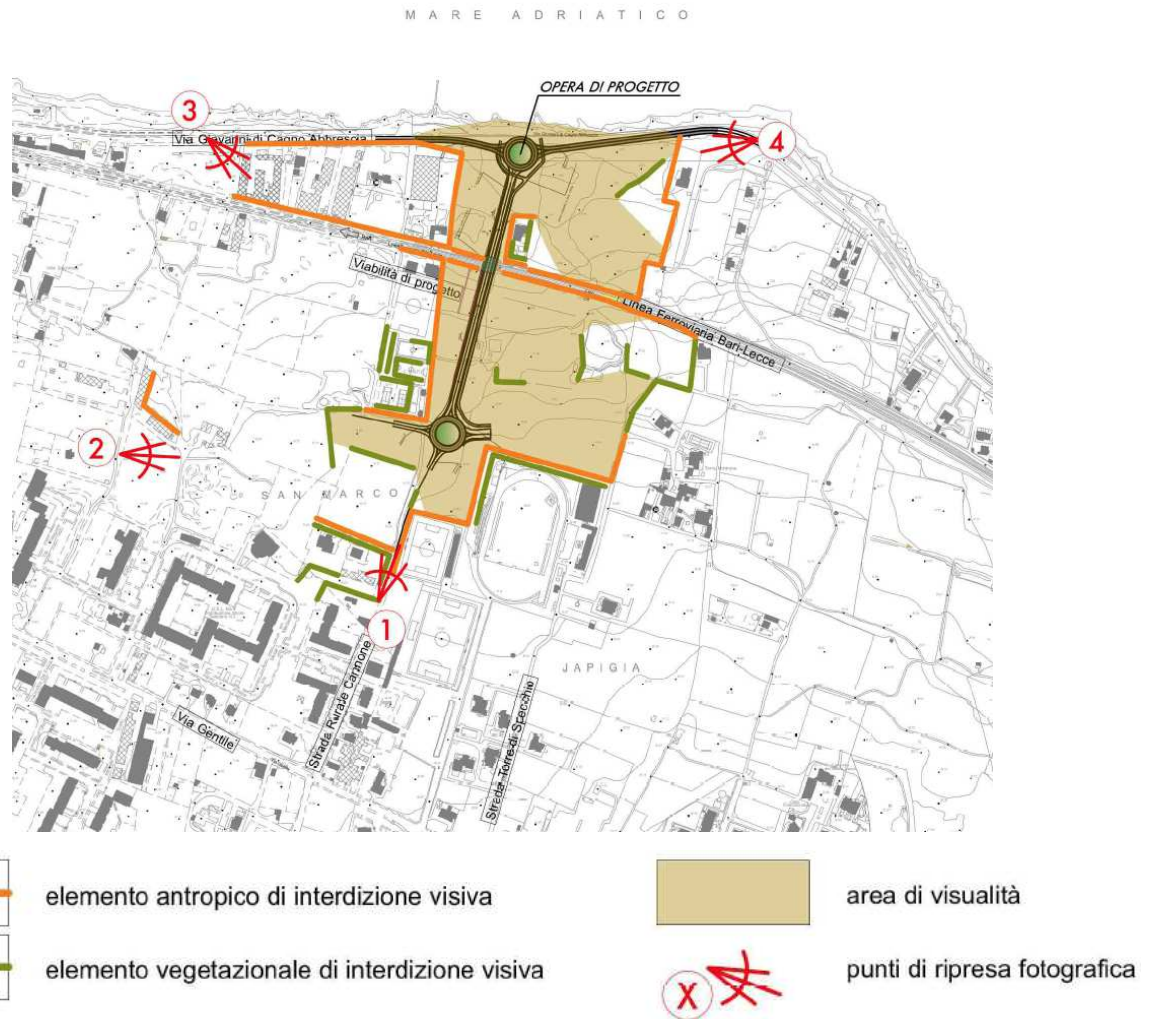 MARE ADRIATICO
OPERA DI PROGETTO
3
Via Giovanni di Cagno Abbrescia
4
Viabilità di progetto
Linea Ferroviaria Bari-Lecce
2
SAN MARCO
1
JAPIGIA
Strada Rurale Cannone
Via Gentile
Strada Torre di Specchio
elemento antropico di interdizione visiva
area di visualità
elemento vegetazionale di interdizione visiva
X
punti di ripresa fotografica